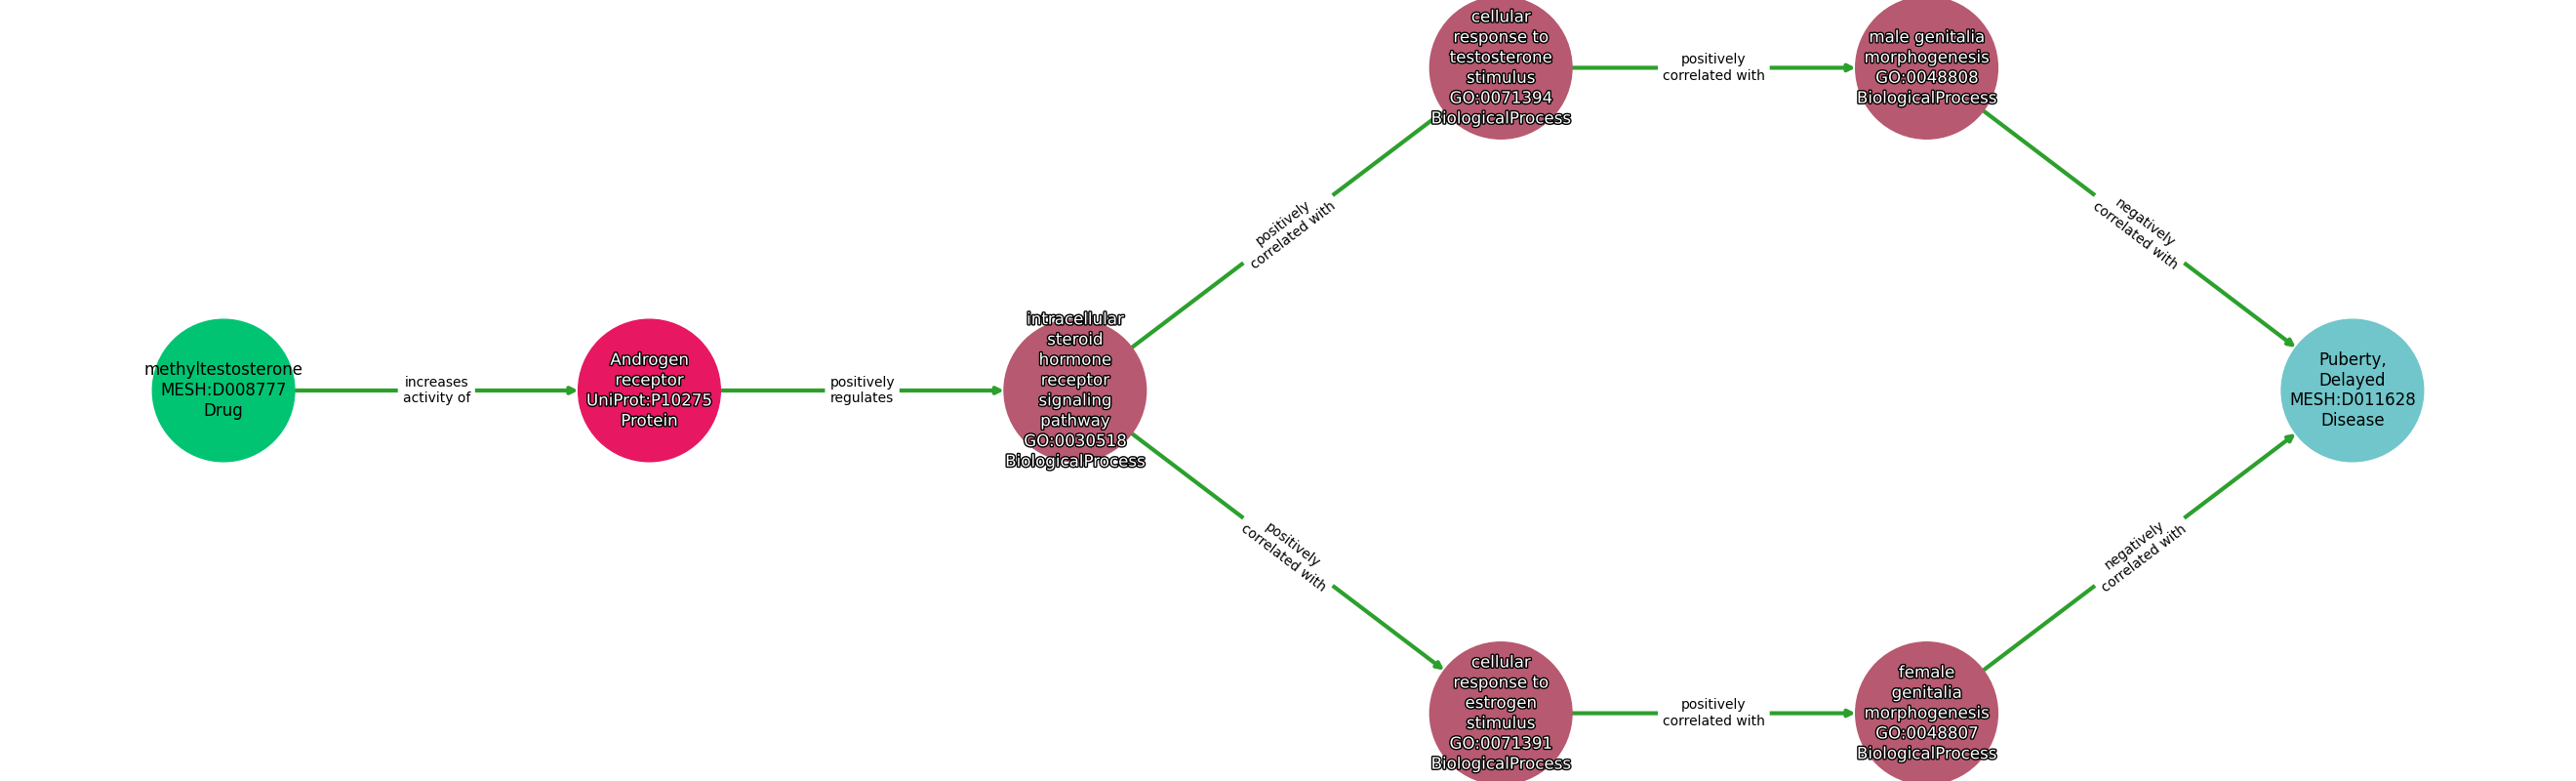 cellular
response to
testosterone
stimulus
GO:0071394
BiologicalProcess
positively
correlated with
male genitalia
morphogenesis
GO:0048808
BiologicalProcess
positively
correlated with
negatively
correlated with
methyltestosterone
MESH:D008777
Drug
increases
activity of
Androgen
receptor
UniProt:P10275
Protein
positively
regulates
intracellular
steroid
hormone
receptor
signaling
pathway
GO:0030518
BiologicalProcess
Puberty,
Delayed
MESH:D011628
Disease
positively
correlated with
negatively
correlated with
cellular
response to
estrogen
stimulus
GO:0071391
BiologicalProcess
positively
correlated with
female
genitalia
morphogenesis
GO:0048807
BiologicalProcess